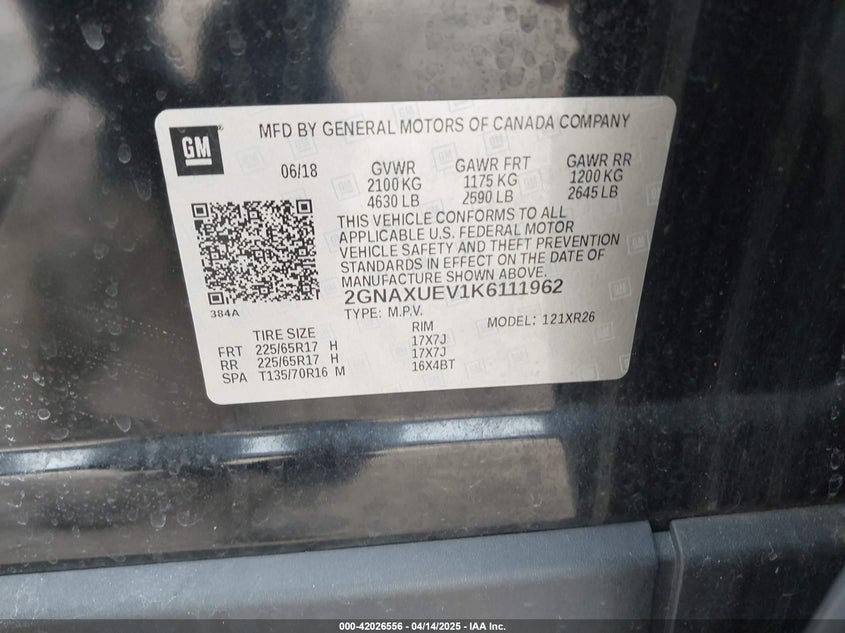 GM
MFD BY GENERAL MOTORS OF CANADA COMPANY
06/18 GVWR GAWR FRT GAWR RR
2100 KG 1175 KG 1200 KG
4630 LB 2590 LB 2645 LB
THIS VEHICLE CONFORMS TO ALL
APPLICABLE U.S. FEDERAL MOTOR
VEHICLE SAFETY AND THEFT PREVENTION
STANDARDS IN EFFECT ON THE DATE OF
MANUFACTURE SHOWN ABOVE.
2GNAXUEV1K6111962
384A TYPE: M.P.V. MODEL: 121XR26
TIRE SIZE RIM
FRT 225/65R17 H 17X7J
RR 225/65R17 H 17X7J
SPA T135/70R16 M 16X4BT
000-42026556 - 04/14/2025 - IAA Inc.